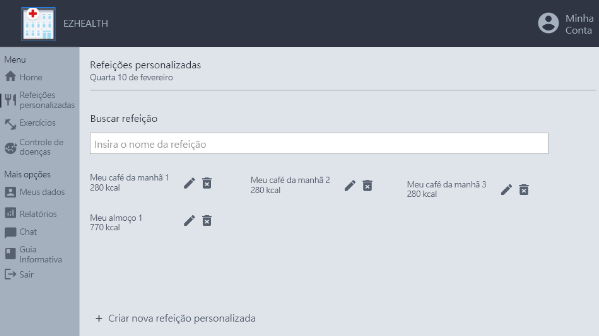 EZHEALTH
Minha
Conta
Menu
Home
Refeições
personalizadas
Exercícios
Controle de
doenças
Mais opções
Meus dados
Relatórios
Chat
Guia
Informativa
Sair
Refeições personalizadas
Quarta 10 de fevereiro
Buscar refeição
Insira o nome da refeição
Meu café da manhã 1
280 kcal
Meu café da manhã 2
280 kcal
Meu café da manhã 3
280 kcal
Meu almoço 1
770 kcal
+ Criar nova refeição personalizada